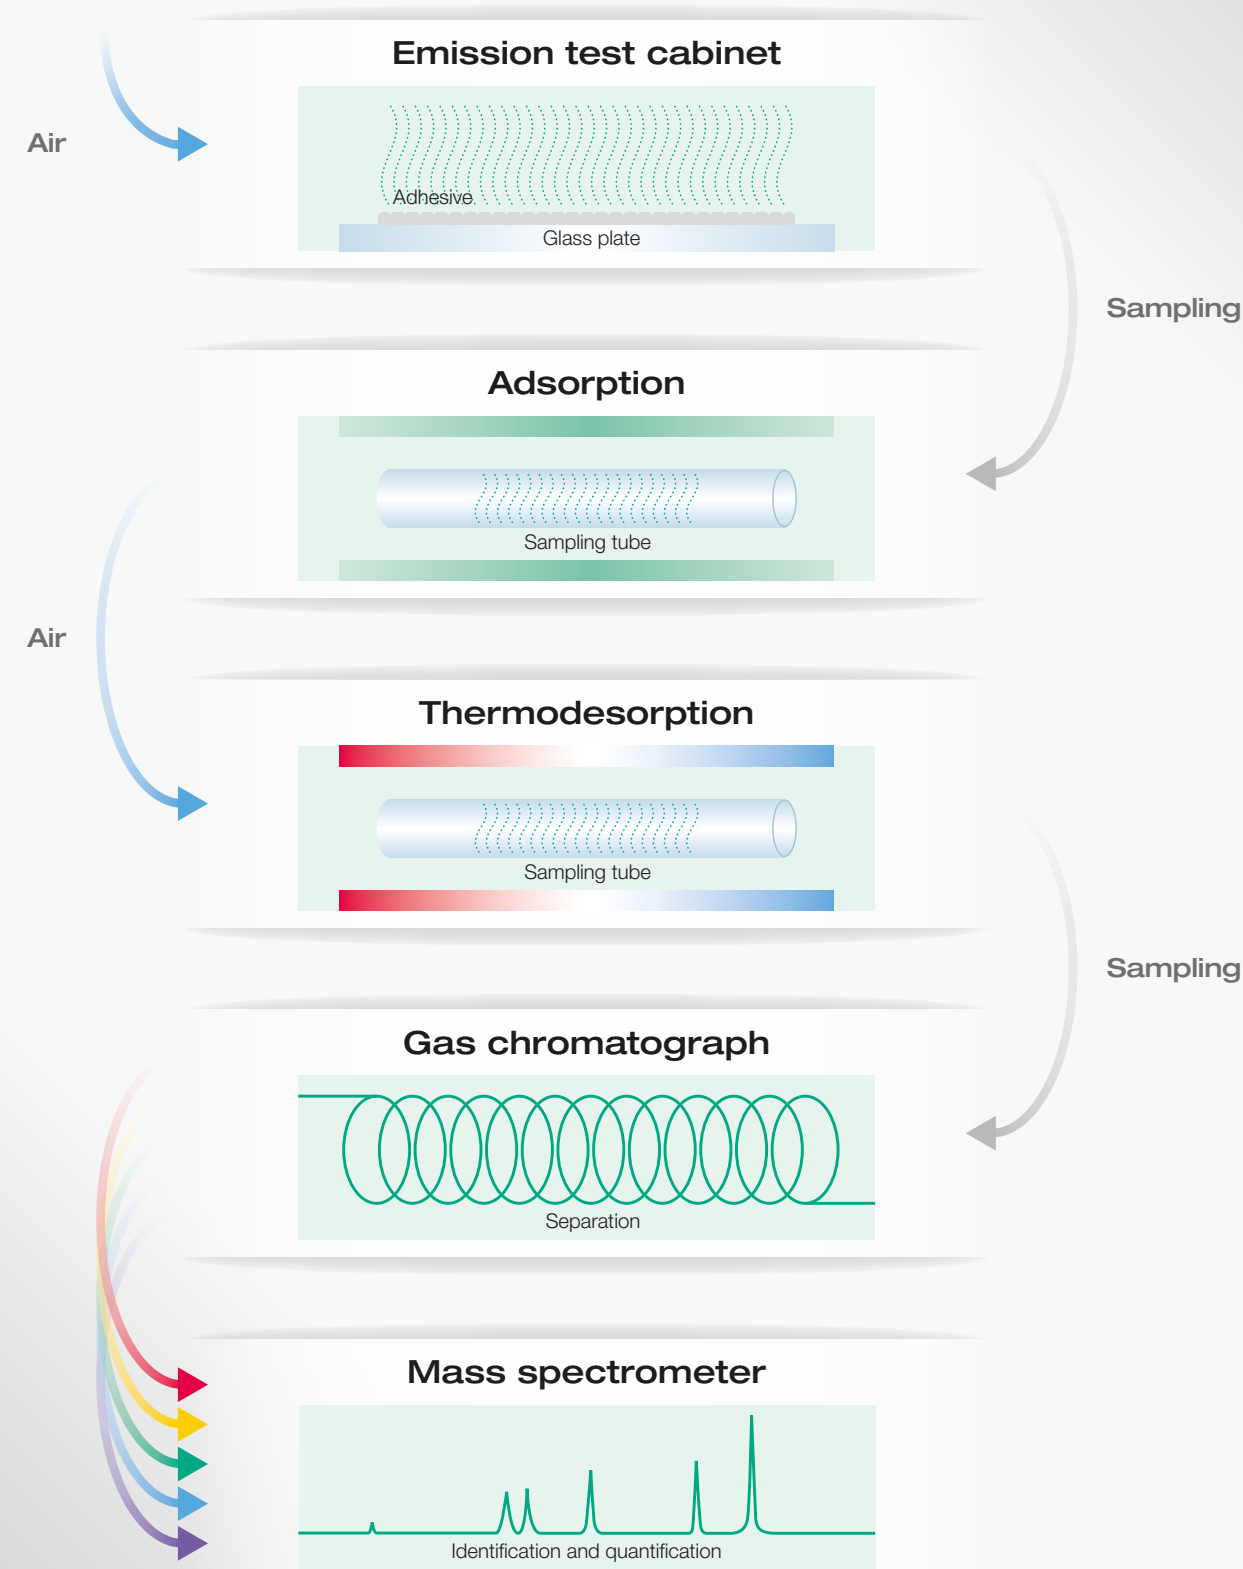 Emission test cabinet
Air
Adhesive
Glass plate
Sampling
Adsorption
Sampling tube
Air
Thermodesorption
Sampling tube
Sampling
Gas chromatograph
Separation
Mass spectrometer
Identification and quantification